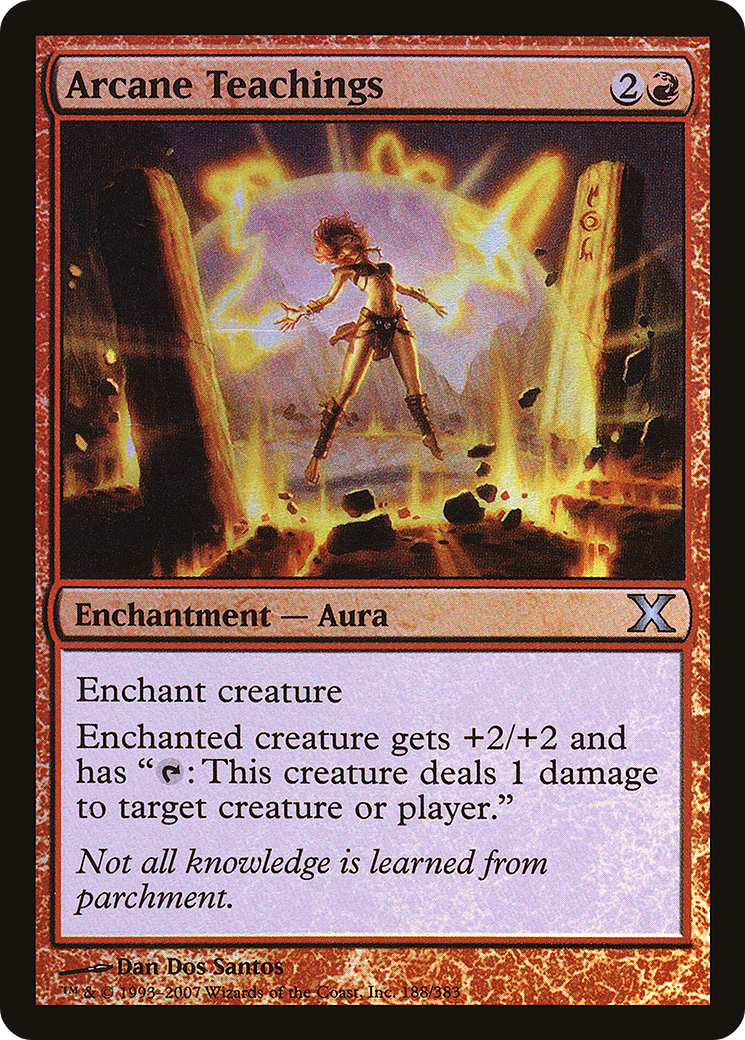 Arcane Teachings 2
Enchantment — Aura X
Enchant creature
Enchanted creature gets +2/+2 and
has “ : This creature deals 1 damage
to target creature or player.”
Not all knowledge is learned from
parchment.
Dan Dos Santos
™ & © 1993–2007 Wizards of the Coast, Inc. 188/383